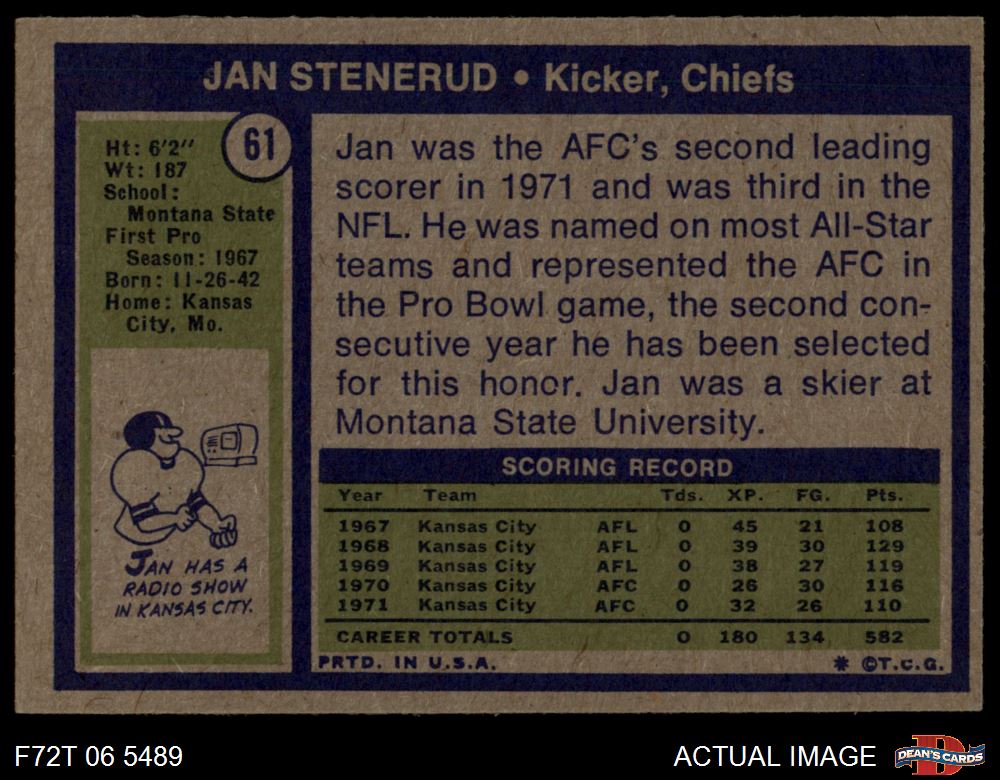 JAN STENERUD • Kicker, Chiefs
61
Ht: 6'2"
Wt: 187
School:
Montana State
First Pro
Season: 1967
Born: 11-26-42
Home: Kansas
City, Mo.
JAN HAS A
RADIO SHOW
IN KANSAS CITY.
Jan was the AFC's second leading
scorer in 1971 and was third in the
NFL. He was named on most All-Star
teams and represented the AFC in
the Pro Bowl game, the second con-
secutive year he has been selected
for this honor. Jan was a skier at
Montana State University.
SCORING RECORD
Year Team Tds. XP. FG. Pts.
1967 Kansas City AFL 0 45 21 108
1968 Kansas City AFL 0 39 30 129
1969 Kansas City AFL 0 38 27 119
1970 Kansas City AFC 0 26 30 116
1971 Kansas City AFC 0 32 26 110
CAREER TOTALS 0 180 134 582
PRTD. IN U.S.A. * ©T.C.G.
F72T 06 5489 ACTUAL IMAGE
D
DEAN'S CARDS